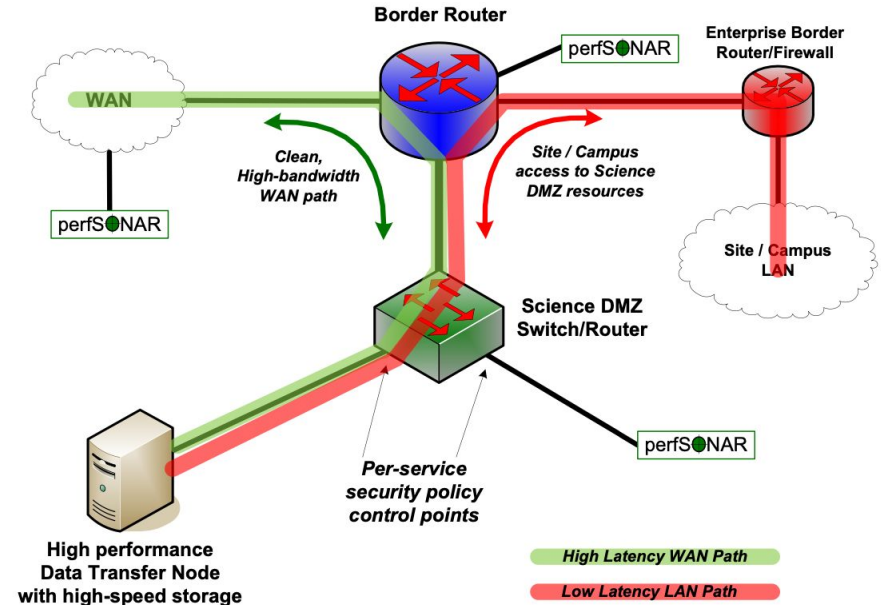 Border Router
perfSONAR
Enterprise Border
Router/Firewall
WAN
Clean,
High-bandwidth
WAN path
Site / Campus
access to Science
DMZ resources
perfSONAR
Site / Campus
LAN
Science DMZ
Switch/Router
perfSONAR
Per-service
security policy
control points
High performance
Data Transfer Node
with high-speed storage
High Latency WAN Path
Low Latency LAN Path